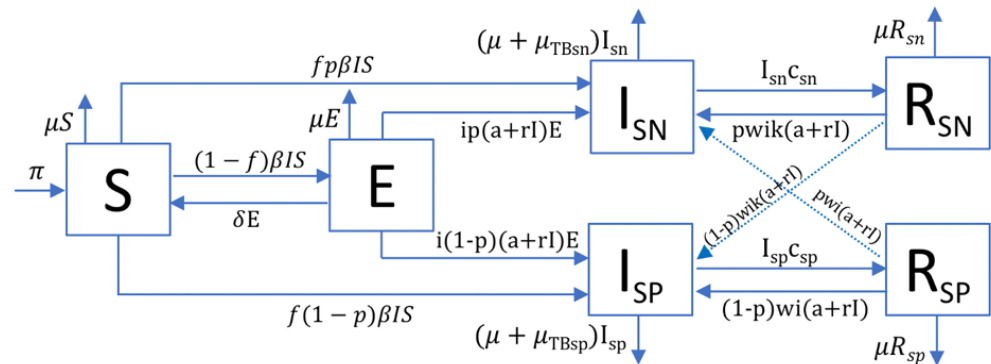 (μ + μTBsn)Isn
μRsn
fpβIS
Isncsn
ISN
RSN
μS
μE
ip(a+rI)E
pwik(a+rI)
π
(1 − f)βIS
S
E
δE
(1-p)wik(a+rI)
pwi(a+rI)
i(1-p)(a+rI)E
Ispcsp
ISP
RSP
f(1 − p)βIS
(1-p)wi(a+rI)
(μ + μTBsp)Isp
μRsp